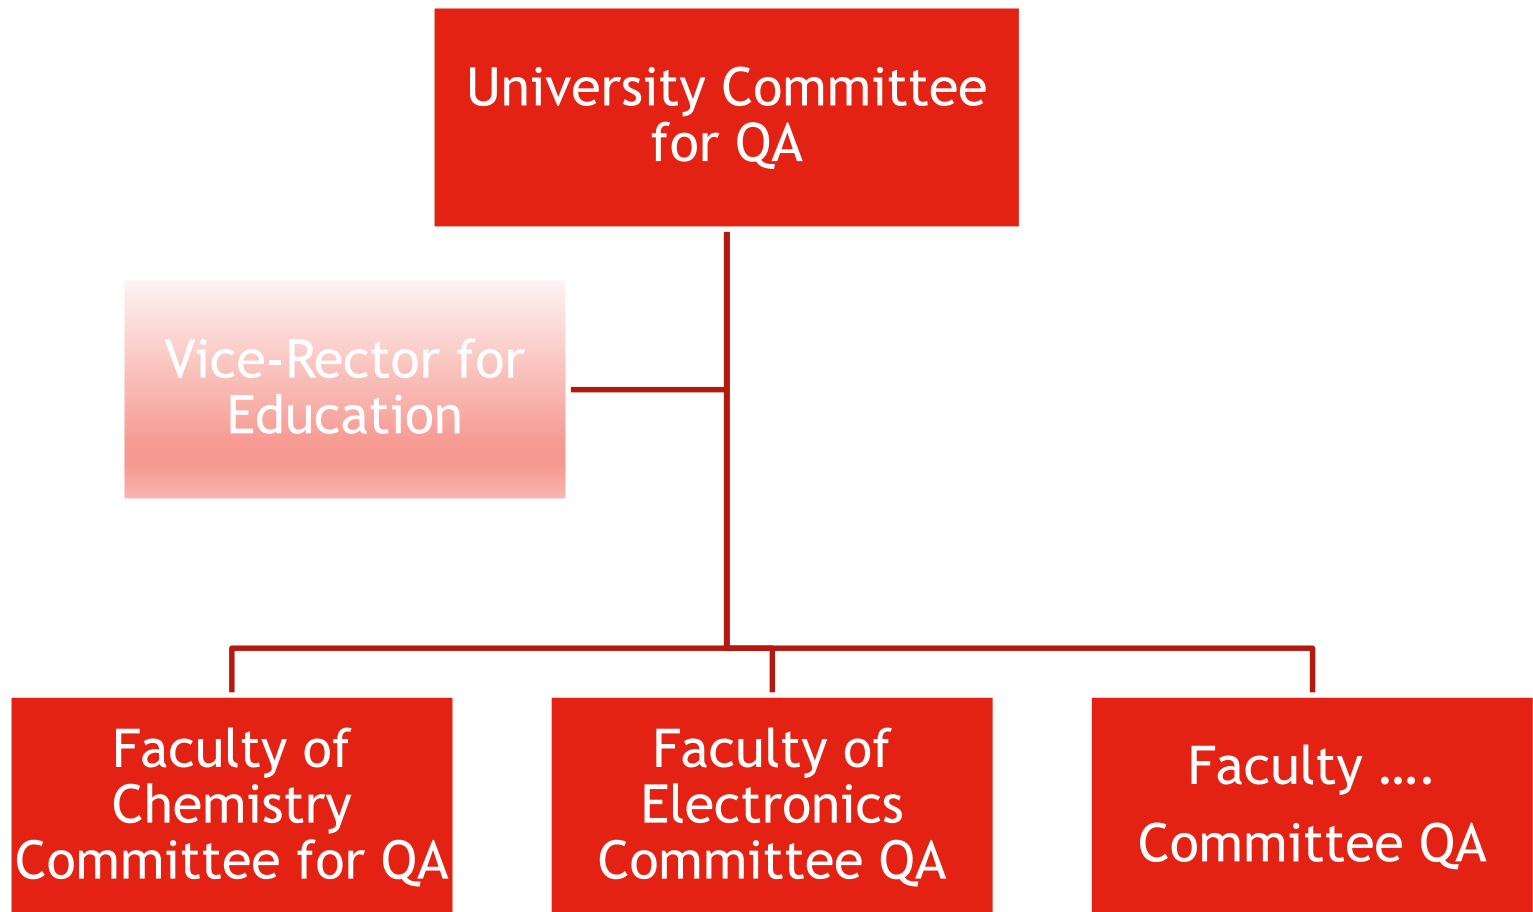 University Committee
for QA
Vice-Rector for
Education
Faculty of
Chemistry
Committee for QA
Faculty of
Electronics
Committee QA
Faculty ....
Committee QA